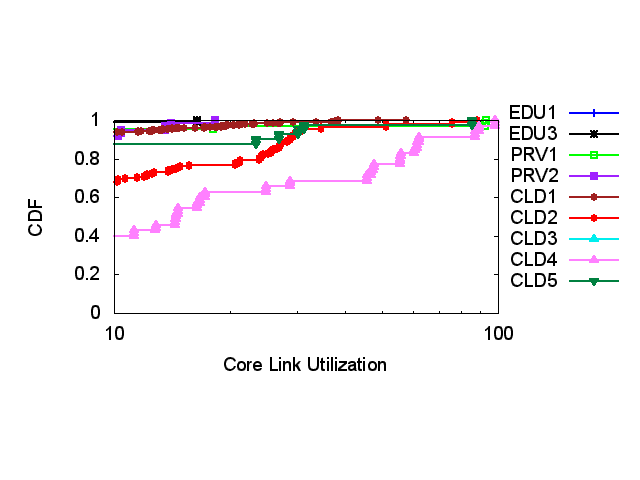 CDF
1
0.8
0.6
0.4
0.2
0
10
100
Core Link Utilization
EDU1
EDU3
PRV1
PRV2
CLD1
CLD2
CLD3
CLD4
CLD5